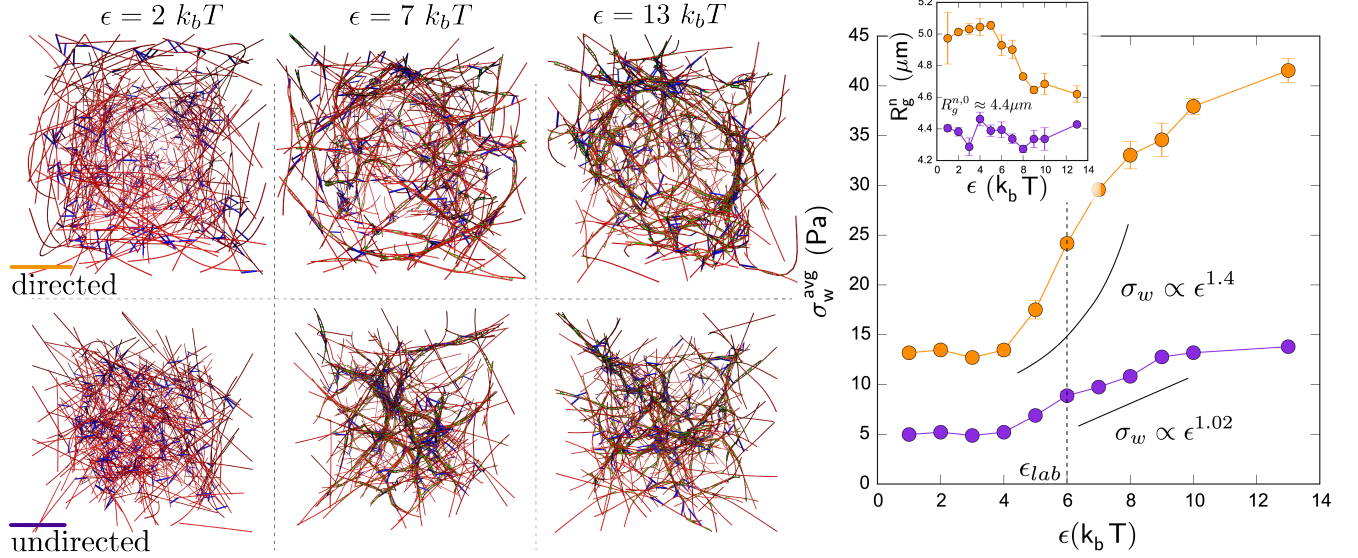 ϵ = 2 k_bT
ϵ = 7 k_bT
ϵ = 13 k_bT
directed
undirected
5.2
5.0
4.8
4.6
4.4
4.2
R_g^n (μm)
R_g^{n,0} ≈ 4.4μm
0 2 4 6 8 10 12 14
ϵ (k_b T)
45
40
35
30
25
20
15
10
5
0
σ_w^{avg} (Pa)
σ_w ∝ ϵ^{1.4}
σ_w ∝ ϵ^{1.02}
ϵ_{lab}
0 2 4 6 8 10 12 14
ϵ(k_b T)